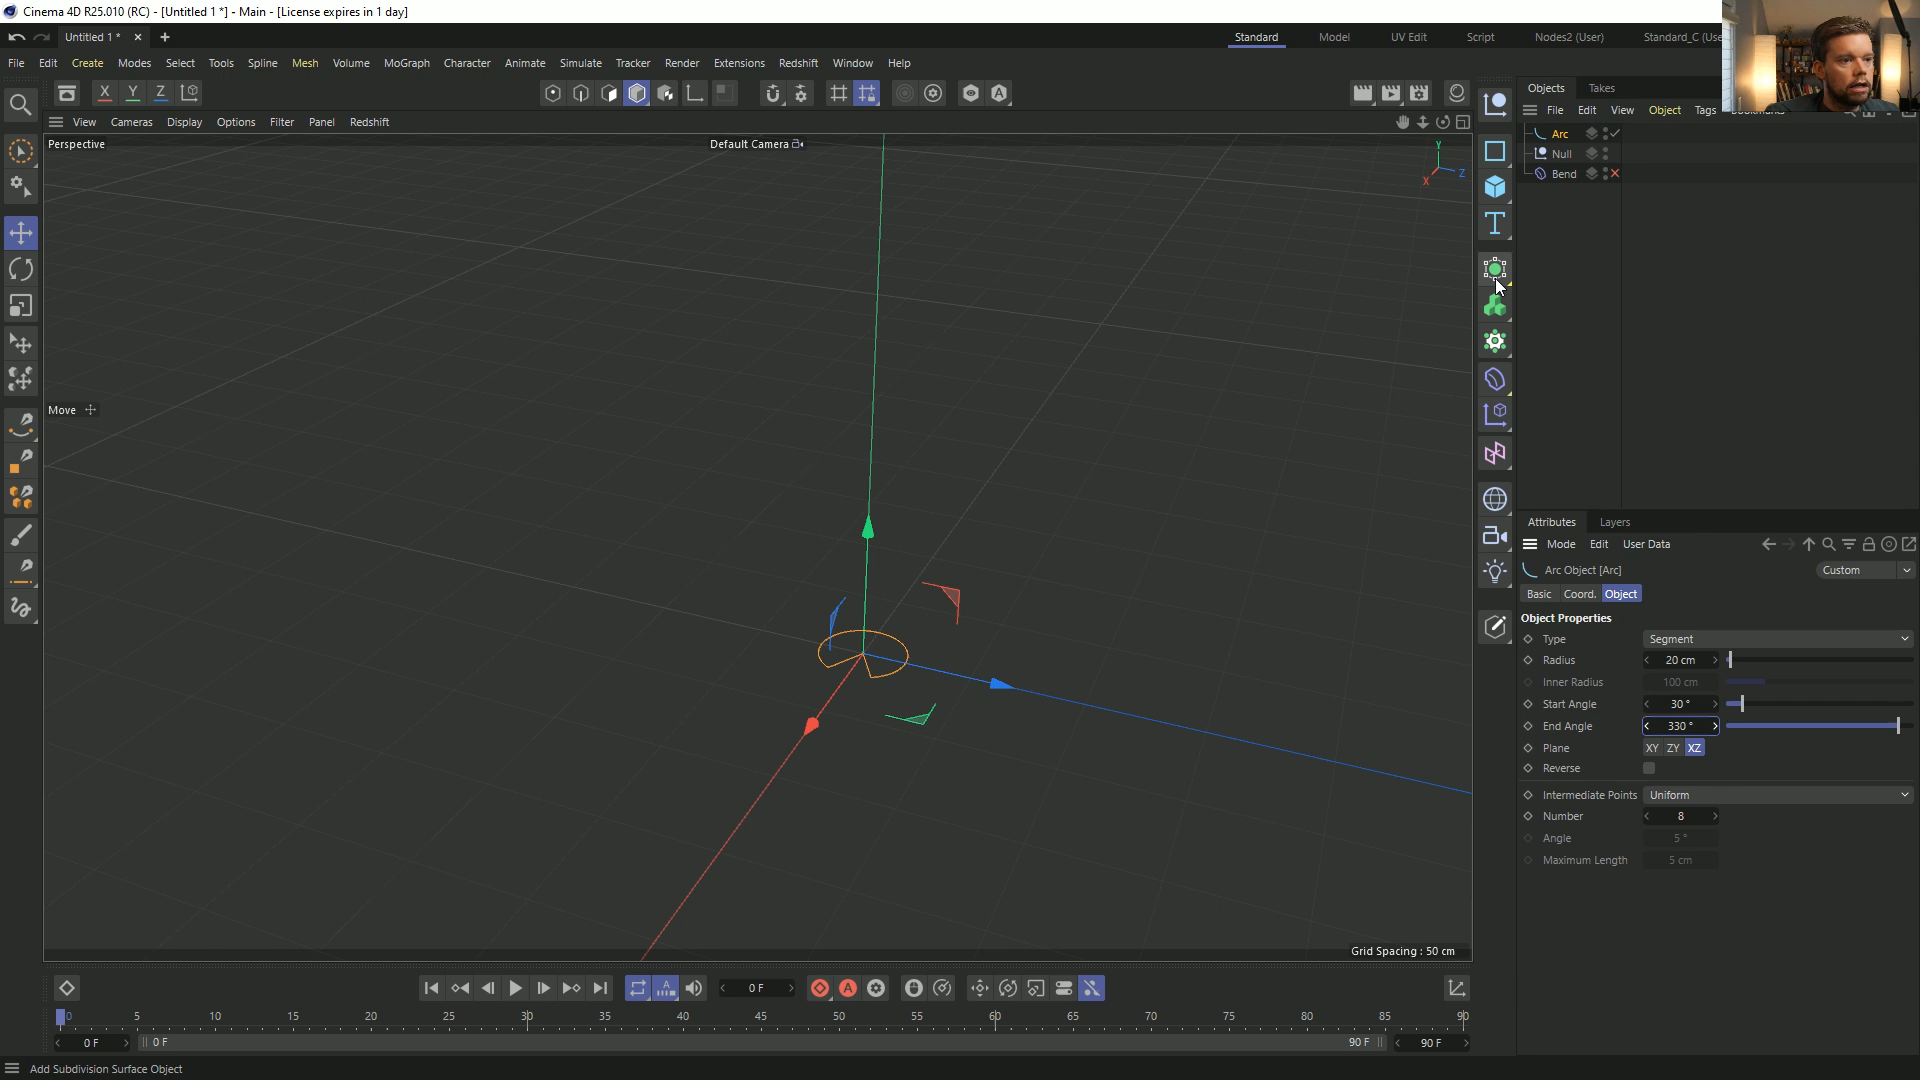 Cinema 4D R25.010 (RC) - [Untitled 1 *] - Main - [License expires in 1 day]
Untitled 1 *
Standard Model UV Edit Script Nodes2 (User) Standard_C (Use
File Edit Create Modes Select Tools Spline Mesh Volume MoGraph Character Animate Simulate Tracker Render Extensions Redshift Window Help
X Y Z
Objects Takes
File Edit View Object Tags Bookmarks
View Cameras Display Options Filter Panel Redshift
Perspective
Default Camera
Y
Z
X
Arc
Null
Bend
Move
Grid Spacing : 50 cm
Attributes Layers
Mode Edit User Data
Arc Object [Arc]
Custom
Basic Coord. Object
Object Properties
Type Segment
Radius 20 cm
Inner Radius 100 cm
Start Angle 30 °
End Angle 330 °
Plane XY ZY XZ
Reverse
Intermediate Points Uniform
Number 8
Angle 5 °
Maximum Length 5 cm
0 F
0 5 10 15 20 25 30 35 40 45 50 55 60 65 70 75 80 85 90
0 F 0 F 90 F 90 F
Add Subdivision Surface Object